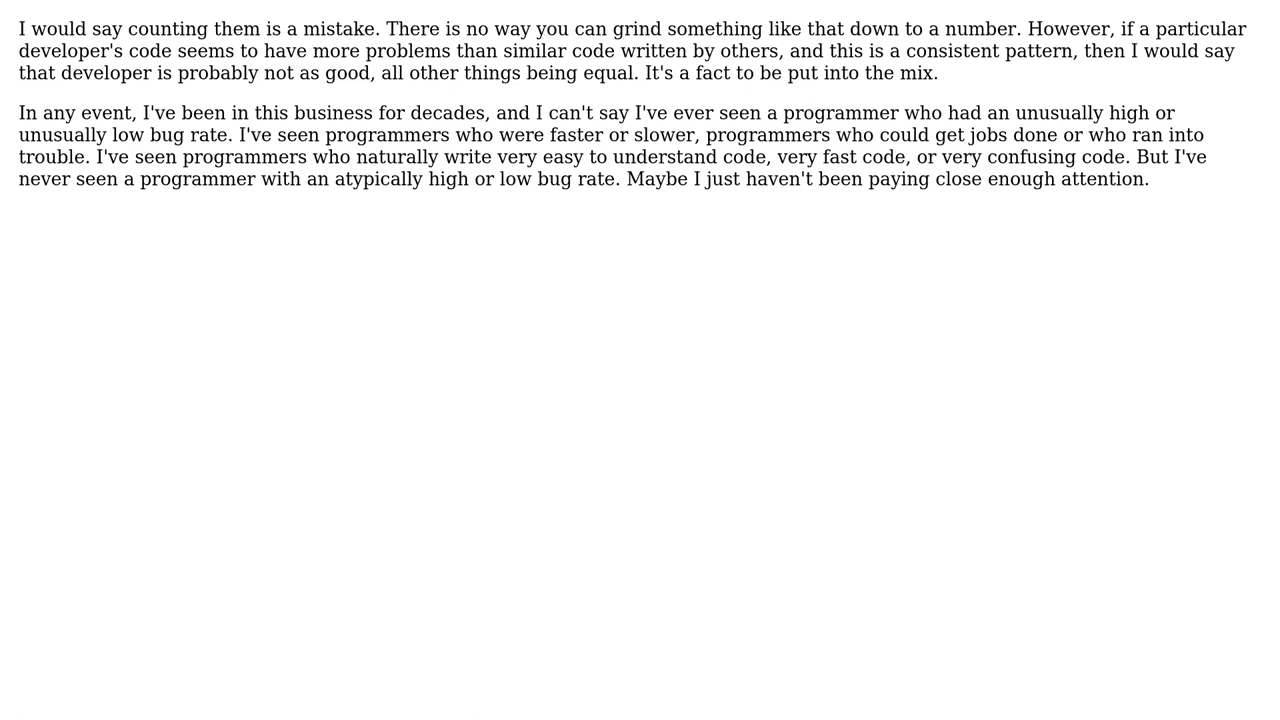 I would say counting them is a mistake. There is no way you can grind something like that down to a number. However, if a particular
developer's code seems to have more problems than similar code written by others, and this is a consistent pattern, then I would say
that developer is probably not as good, all other things being equal. It's a fact to be put into the mix.
In any event, I've been in this business for decades, and I can't say I've ever seen a programmer who had an unusually high or
unusually low bug rate. I've seen programmers who were faster or slower, programmers who could get jobs done or who ran into
trouble. I've seen programmers who naturally write very easy to understand code, very fast code, or very confusing code. But I've
never seen a programmer with an atypically high or low bug rate. Maybe I just haven't been paying close enough attention.